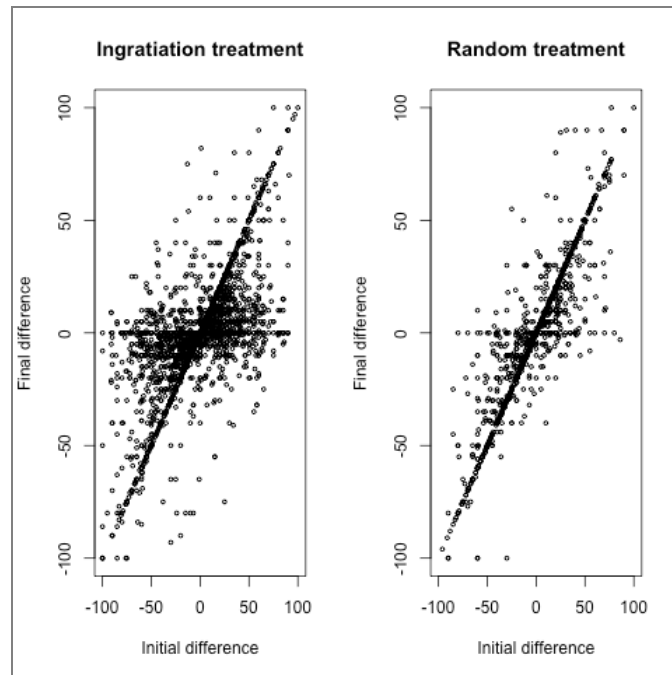 Ingratiation treatment
Random treatment
100
50
0
-50
-100
Final difference
-100 -50 0 50 100
Initial difference
100
50
0
-50
-100
Final difference
-100 -50 0 50 100
Initial difference